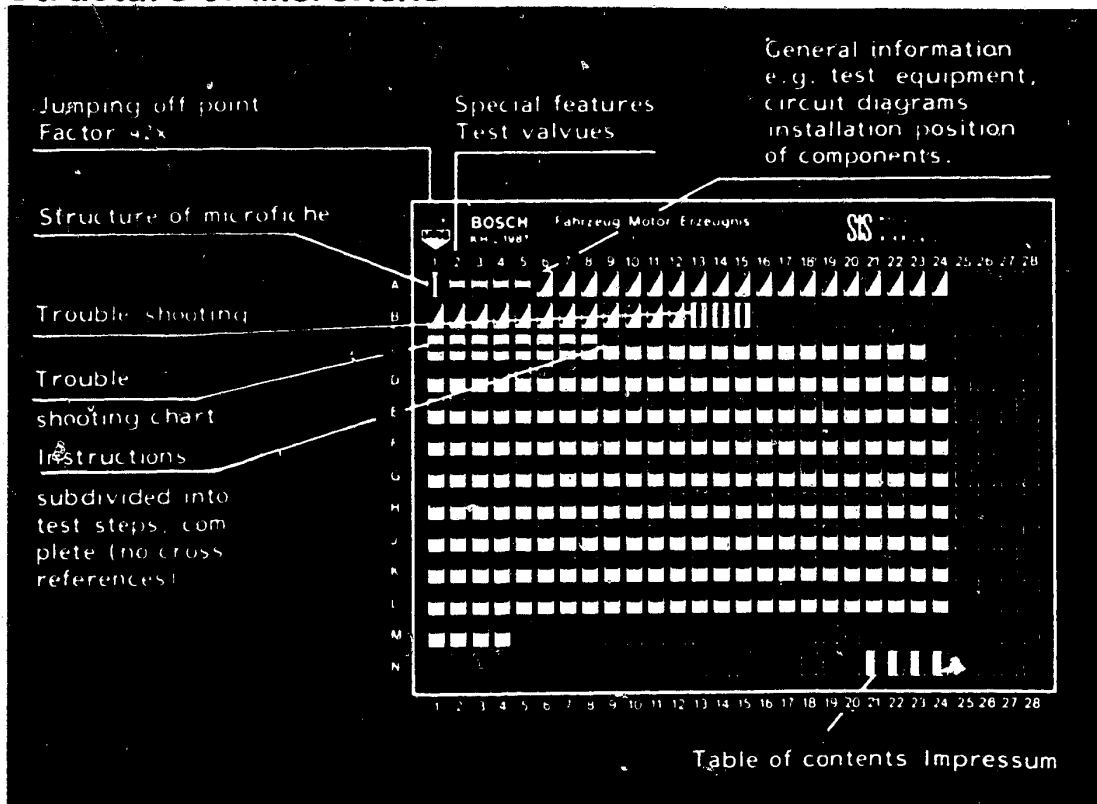 Structure of microfiche
General information
e.g. test equipment,
circuit diagrams
installation position
of components.
Jumping off point
Factor 42x
Special features
Test valvues
Structure of microfiche
BOSCH
Fahrzeug Motor Erzeugnis
SIS
1 2 3 4 5 6 7 8 9 10 11 12 13 14 15 16 17 18 19 20 21 22 23 24 25 26 27 28
A
Trouble shooting
B
Trouble
shooting chart
D
E
F
G
H
J
K
L
M
N
Instructions
subdivided into
test steps, com
plete (no cross
references)
1 2 3 4 5 6 7 8 9 10 11 12 13 14 15 16 17 18 19 20 21 22 23 24 25 26 27 28
Table of contents Impressum